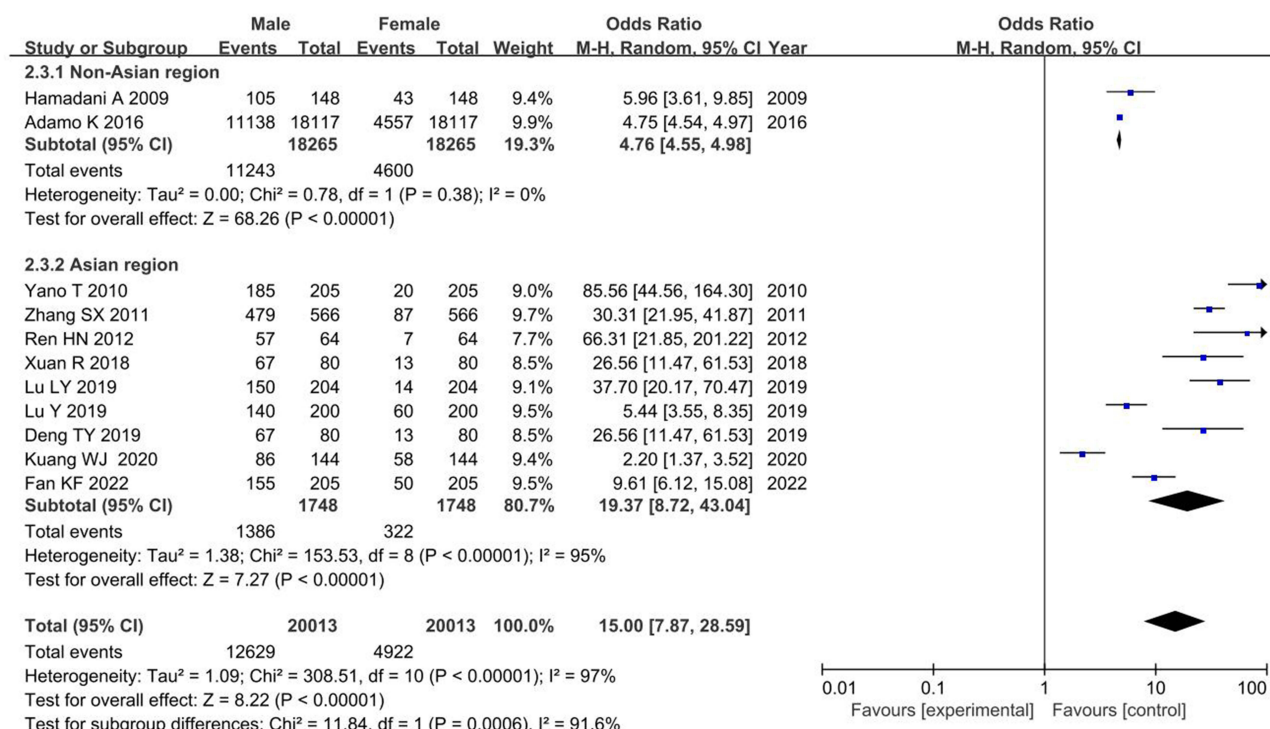 Male Female Odds Ratio Odds Ratio
Study or Subgroup Events Total Events Total Weight M-H, Random, 95% CI Year M-H, Random, 95% CI
2.3.1 Non-Asian region
Hamadani A 2009 105 148 43 148 9.4% 5.96 [3.61, 9.85] 2009
Adamo K 2016 11138 18117 4557 18117 9.9% 4.75 [4.54, 4.97] 2016
Subtotal (95% CI) 18265 18265 19.3% 4.76 [4.55, 4.98]
Total events 11243 4600
Heterogeneity: Tau² = 0.00; Chi² = 0.78, df = 1 (P = 0.38); I² = 0%
Test for overall effect: Z = 68.26 (P < 0.00001)
2.3.2 Asian region
Yano T 2010 185 205 20 205 9.0% 85.56 [44.56, 164.30] 2010
Zhang SX 2011 479 566 87 566 9.7% 30.31 [21.95, 41.87] 2011
Ren HN 2012 57 64 7 64 7.7% 66.31 [21.85, 201.22] 2012
Xuan R 2018 67 80 13 80 8.5% 26.56 [11.47, 61.53] 2018
Lu LY 2019 150 204 14 204 9.1% 37.70 [20.17, 70.47] 2019
Lu Y 2019 140 200 60 200 9.5% 5.44 [3.55, 8.35] 2019
Deng TY 2019 67 80 13 80 8.5% 26.56 [11.47, 61.53] 2019
Kuang WJ 2020 86 144 58 144 9.4% 2.20 [1.37, 3.52] 2020
Fan KF 2022 155 205 50 205 9.5% 9.61 [6.12, 15.08] 2022
Subtotal (95% CI) 1748 1748 80.7% 19.37 [8.72, 43.04]
Total events 1386 322
Heterogeneity: Tau² = 1.38; Chi² = 153.53, df = 8 (P < 0.00001); I² = 95%
Test for overall effect: Z = 7.27 (P < 0.00001)
Total (95% CI) 20013 20013 100.0% 15.00 [7.87, 28.59]
Total events 12629 4922
Heterogeneity: Tau² = 1.09; Chi² = 308.51, df = 10 (P < 0.00001); I² = 97%
Test for overall effect: Z = 8.22 (P < 0.00001)
Test for subgroup differences: Chi² = 11.84, df = 1 (P = 0.0006), I² = 91.6%
0.01 0.1 1 10 100
Favours [experimental] Favours [control]